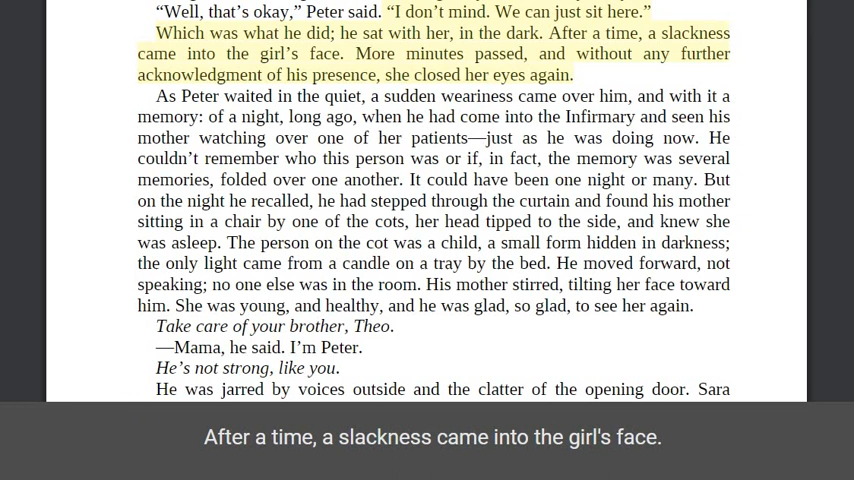 “Well, that’s okay,” Peter said. “I don’t mind. We can just sit here.”
Which was what he did; he sat with her, in the dark. After a time, a slackness
came into the girl’s face. More minutes passed, and without any further
acknowledgment of his presence, she closed her eyes again.
As Peter waited in the quiet, a sudden weariness came over him, and with it a
memory: of a night, long ago, when he had come into the Infirmary and seen his
mother watching over one of her patients—just as he was doing now. He
couldn’t remember who this person was or if, in fact, the memory was several
memories, folded over one another. It could have been one night or many. But
on the night he recalled, he had stepped through the curtain and found his mother
sitting in a chair by one of the cots, her head tipped to the side, and knew she
was asleep. The person on the cot was a child, a small form hidden in darkness;
the only light came from a candle on a tray by the bed. He moved forward, not
speaking; no one else was in the room. His mother stirred, tilting her face toward
him. She was young, and healthy, and he was glad, so glad, to see her again.
Take care of your brother, Theo.
—Mama, he said. I’m Peter.
He’s not strong, like you.
He was jarred by voices outside and the clatter of the opening door. Sara
After a time, a slackness came into the girl's face.